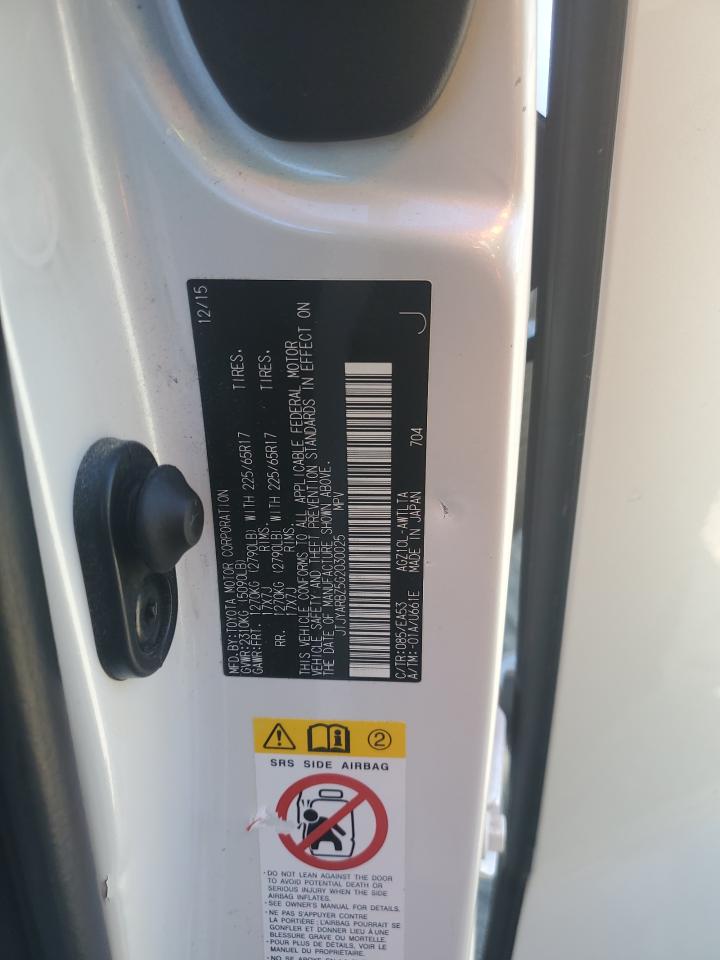 12/15
MFD.BY:TOYOTA MOTOR CORPORATION
GVWR:2310KG (5090LB)
GAWR:FRT. 1270KG (2790LB) WITH 225/65R17 TIRES.
17X7J RIMS.
RR. 1270KG (2790LB) WITH 225/65R17 TIRES.
17X7J RIMS.
THIS VEHICLE CONFORMS TO ALL APPLICABLE FEDERAL MOTOR
VEHICLE SAFETY AND THEFT PREVENTION STANDARDS IN EFFECT ON
THE DATE OF MANUFACTURE SHOWN ABOVE.
JTJYARBZ5G2030025 MPV
C/TR:085/EA53 AGZ10L-AWTLTA
A/TM:-01A/U661E MADE IN JAPAN 704
J
2
SRS SIDE AIRBAG
· DO NOT LEAN AGAINST THE DOOR
TO AVOID POTENTIAL DEATH OR
SERIOUS INJURY WHEN THE SIDE
AIRBAG INFLATES.
· SEE OWNER'S MANUAL FOR DETAILS.
· NE PAS S'APPUYER CONTRE
LA PORTIÈRE ; L'AIRBAG POURRAIT SE
GONFLER ET DONNER LIEU À UNE
BLESSURE GRAVE OU MORTELLE.
· POUR PLUS DE DÉTAILS, VOIR LE
MANUEL DU PROPRIÉTAIRE.